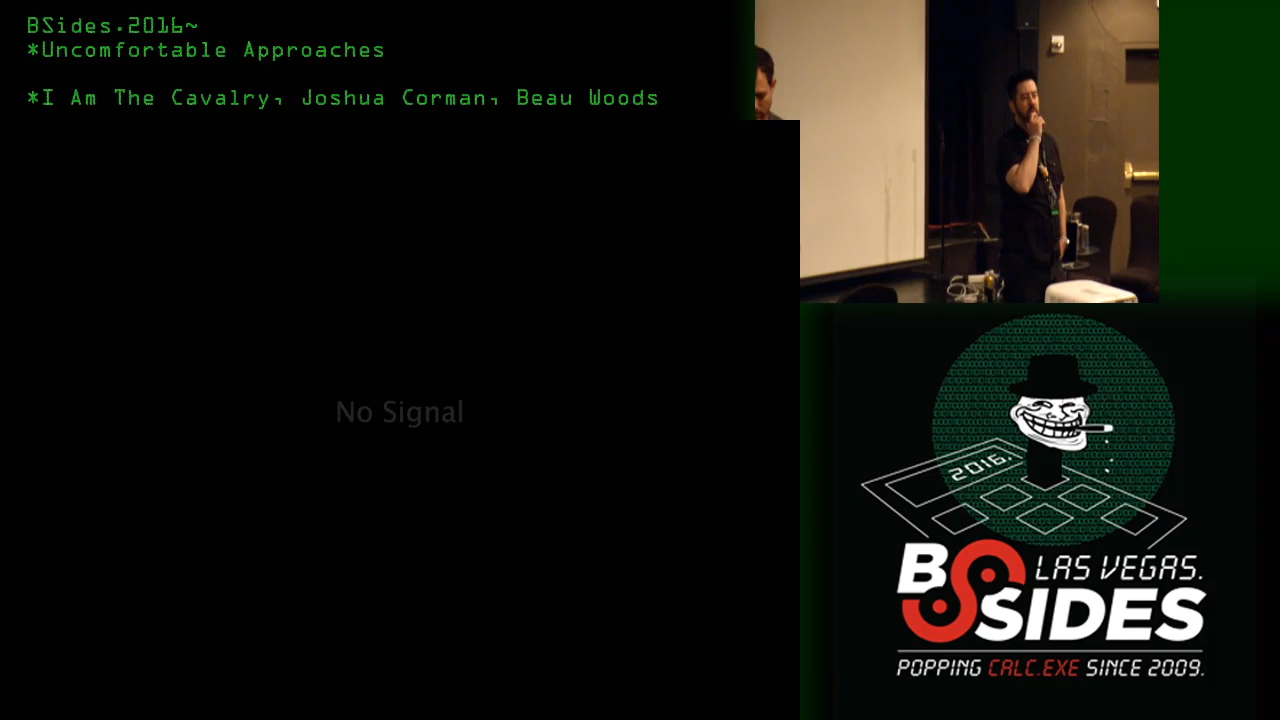 BSides.2016~
*Uncomfortable Approaches
*I Am The Cavalry, Joshua Corman, Beau Woods
No Signal
2016.
BSIDES LAS VEGAS.
POPPING CALC.EXE SINCE 2009.